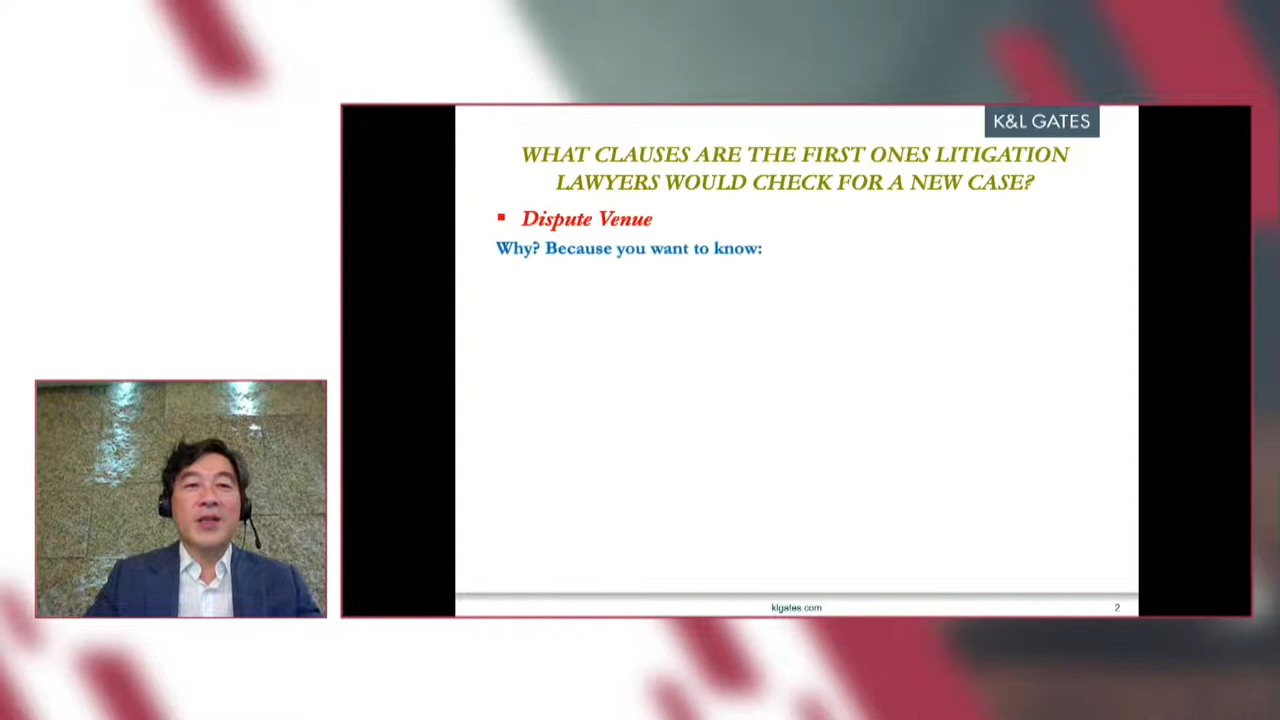 K&L GATES
WHAT CLAUSES ARE THE FIRST ONES LITIGATION
LAWYERS WOULD CHECK FOR A NEW CASE?
▪ Dispute Venue
Why? Because you want to know:
klgates.com
2